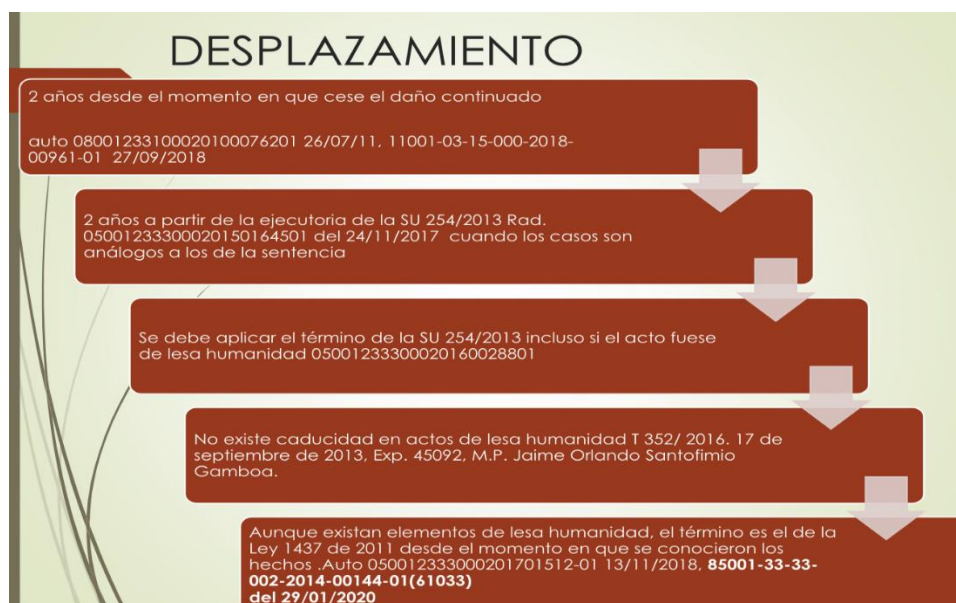 DESPLAZAMIENTO
2 años desde el momento en que cese el daño continuado
auto 08001233100020100076201 26/07/11, 11001-03-15-000-2018-
00961-01 27/09/2018
2 años a partir de la ejecutoria de la SU 254/2013 Rad.
05001233300020150164501 del 24/11/2017 cuando los casos son
análogos a los de la sentencia
Se debe aplicar el término de la SU 254/2013 incluso si el acto fuese
de lesa humanidad 05001233300020160028801
No existe caducidad en actos de lesa humanidad T 352/ 2016. 17 de
septiembre de 2013, Exp. 45092, M.P. Jaime Orlando Santofimio
Gamboa.
Aunque existan elementos de lesa humanidad, el término es el de la
Ley 1437 de 2011 desde el momento en que se conocieron los
hechos .Auto 050012333000201701512-01 13/11/2018, 85001-33-33-
002-2014-00144-01(61033)
del 29/01/2020